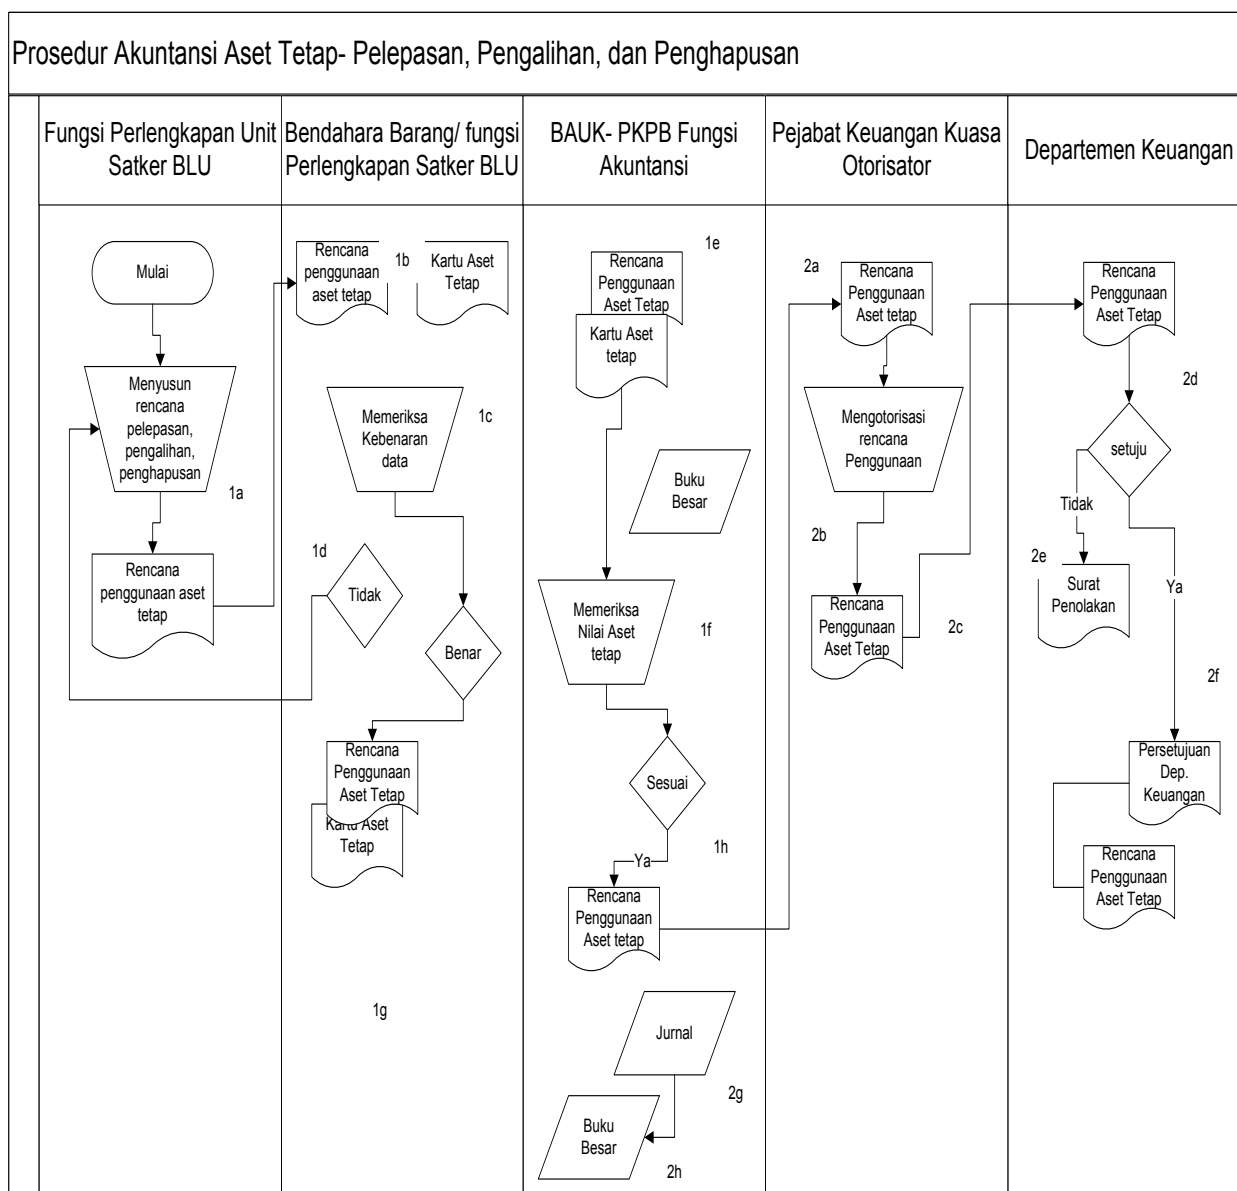 Prosedur Akuntansi Aset Tetap- Pelepasan, Pengalihan, dan Penghapusan
Fungsi Perlengkapan Unit
Satker BLU
Bendahara Barang/ fungsi
Perlengkapan Satker BLU
BAUK- PKPB Fungsi
Akuntansi
Pejabat Keuangan Kuasa
Otorisator
Departemen Keuangan
Mulai
Menyusun
rencana
pelepasan,
pengalihan,
penghapusan
1a
Rencana
penggunaan aset
tetap
Rencana
penggunaan
aset tetap
1b
Kartu Aset
Tetap
Memeriksa
Kebenaran
data
1c
1d
Tidak
Benar
Rencana
Penggunaan
Aset Tetap
Kartu Aset
Tetap
1g
1e
Rencana
Penggunaan
Aset Tetap
Kartu Aset
tetap
Buku
Besar
Memeriksa
Nilai Aset
tetap
1f
Sesuai
1h
Ya
Rencana
Penggunaan
Aset tetap
Jurnal
2g
Buku
Besar
2h
2a
Rencana
Penggunaan
Aset tetap
Mengotorisasi
rencana
Penggunaan
2b
Rencana
Penggunaan
Aset Tetap
2c
Rencana
Penggunaan
Aset Tetap
2d
setuju
Tidak
2e
Surat
Penolakan
Ya
2f
Persetujuan
Dep.
Keuangan
Rencana
Penggunaan
Aset Tetap